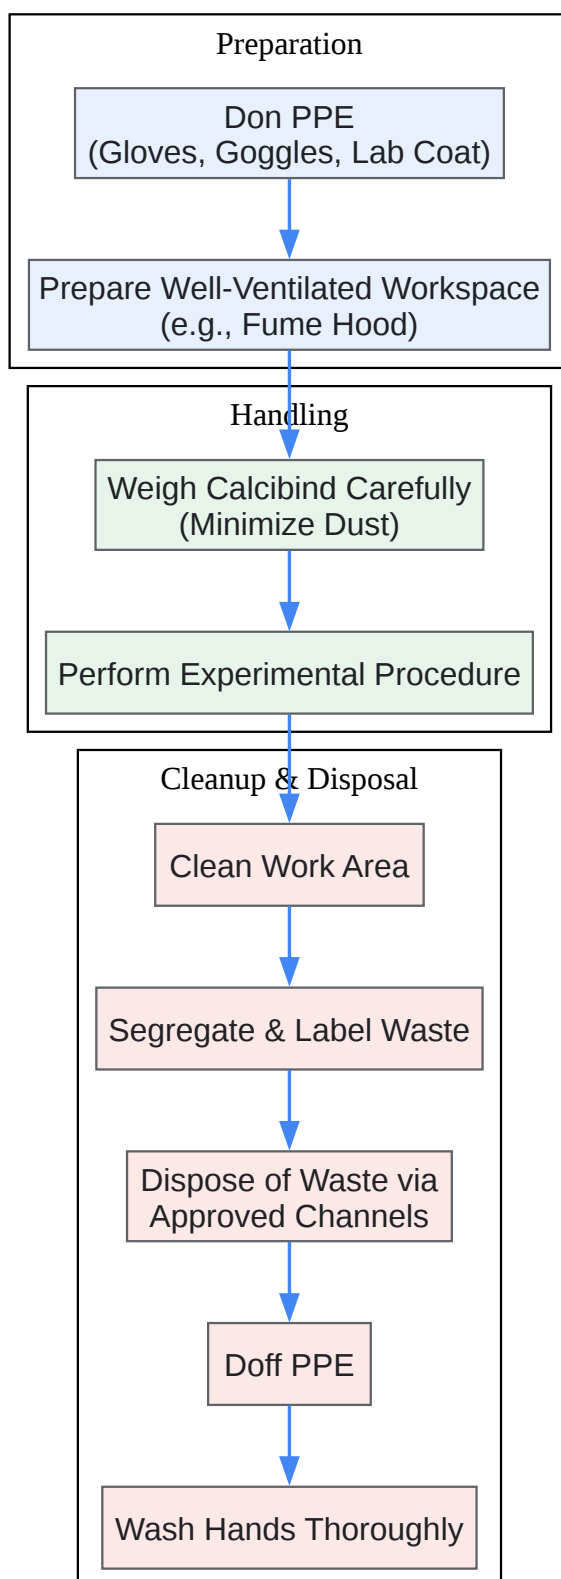 Preparation
Don PPE
(Gloves, Goggles, Lab Coat)
Prepare Well-Ventilated Workspace
(e.g., Fume Hood)
Handling
Weigh Calcibind Carefully
(Minimize Dust)
Perform Experimental Procedure
Cleanup & Disposal
Clean Work Area
Segregate & Label Waste
Dispose of Waste via
Approved Channels
Doff PPE
Wash Hands Thoroughly